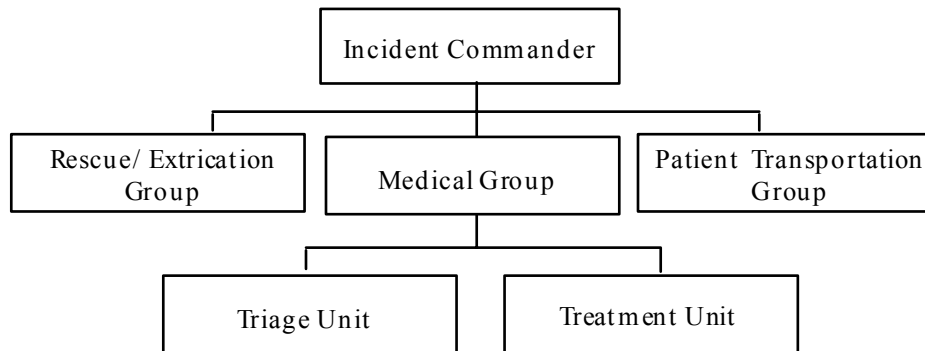 Incident Commander
Rescue/ Extrication
Group
Medical Group
Patient Transportation
Group
Triage Unit
Treatment Unit